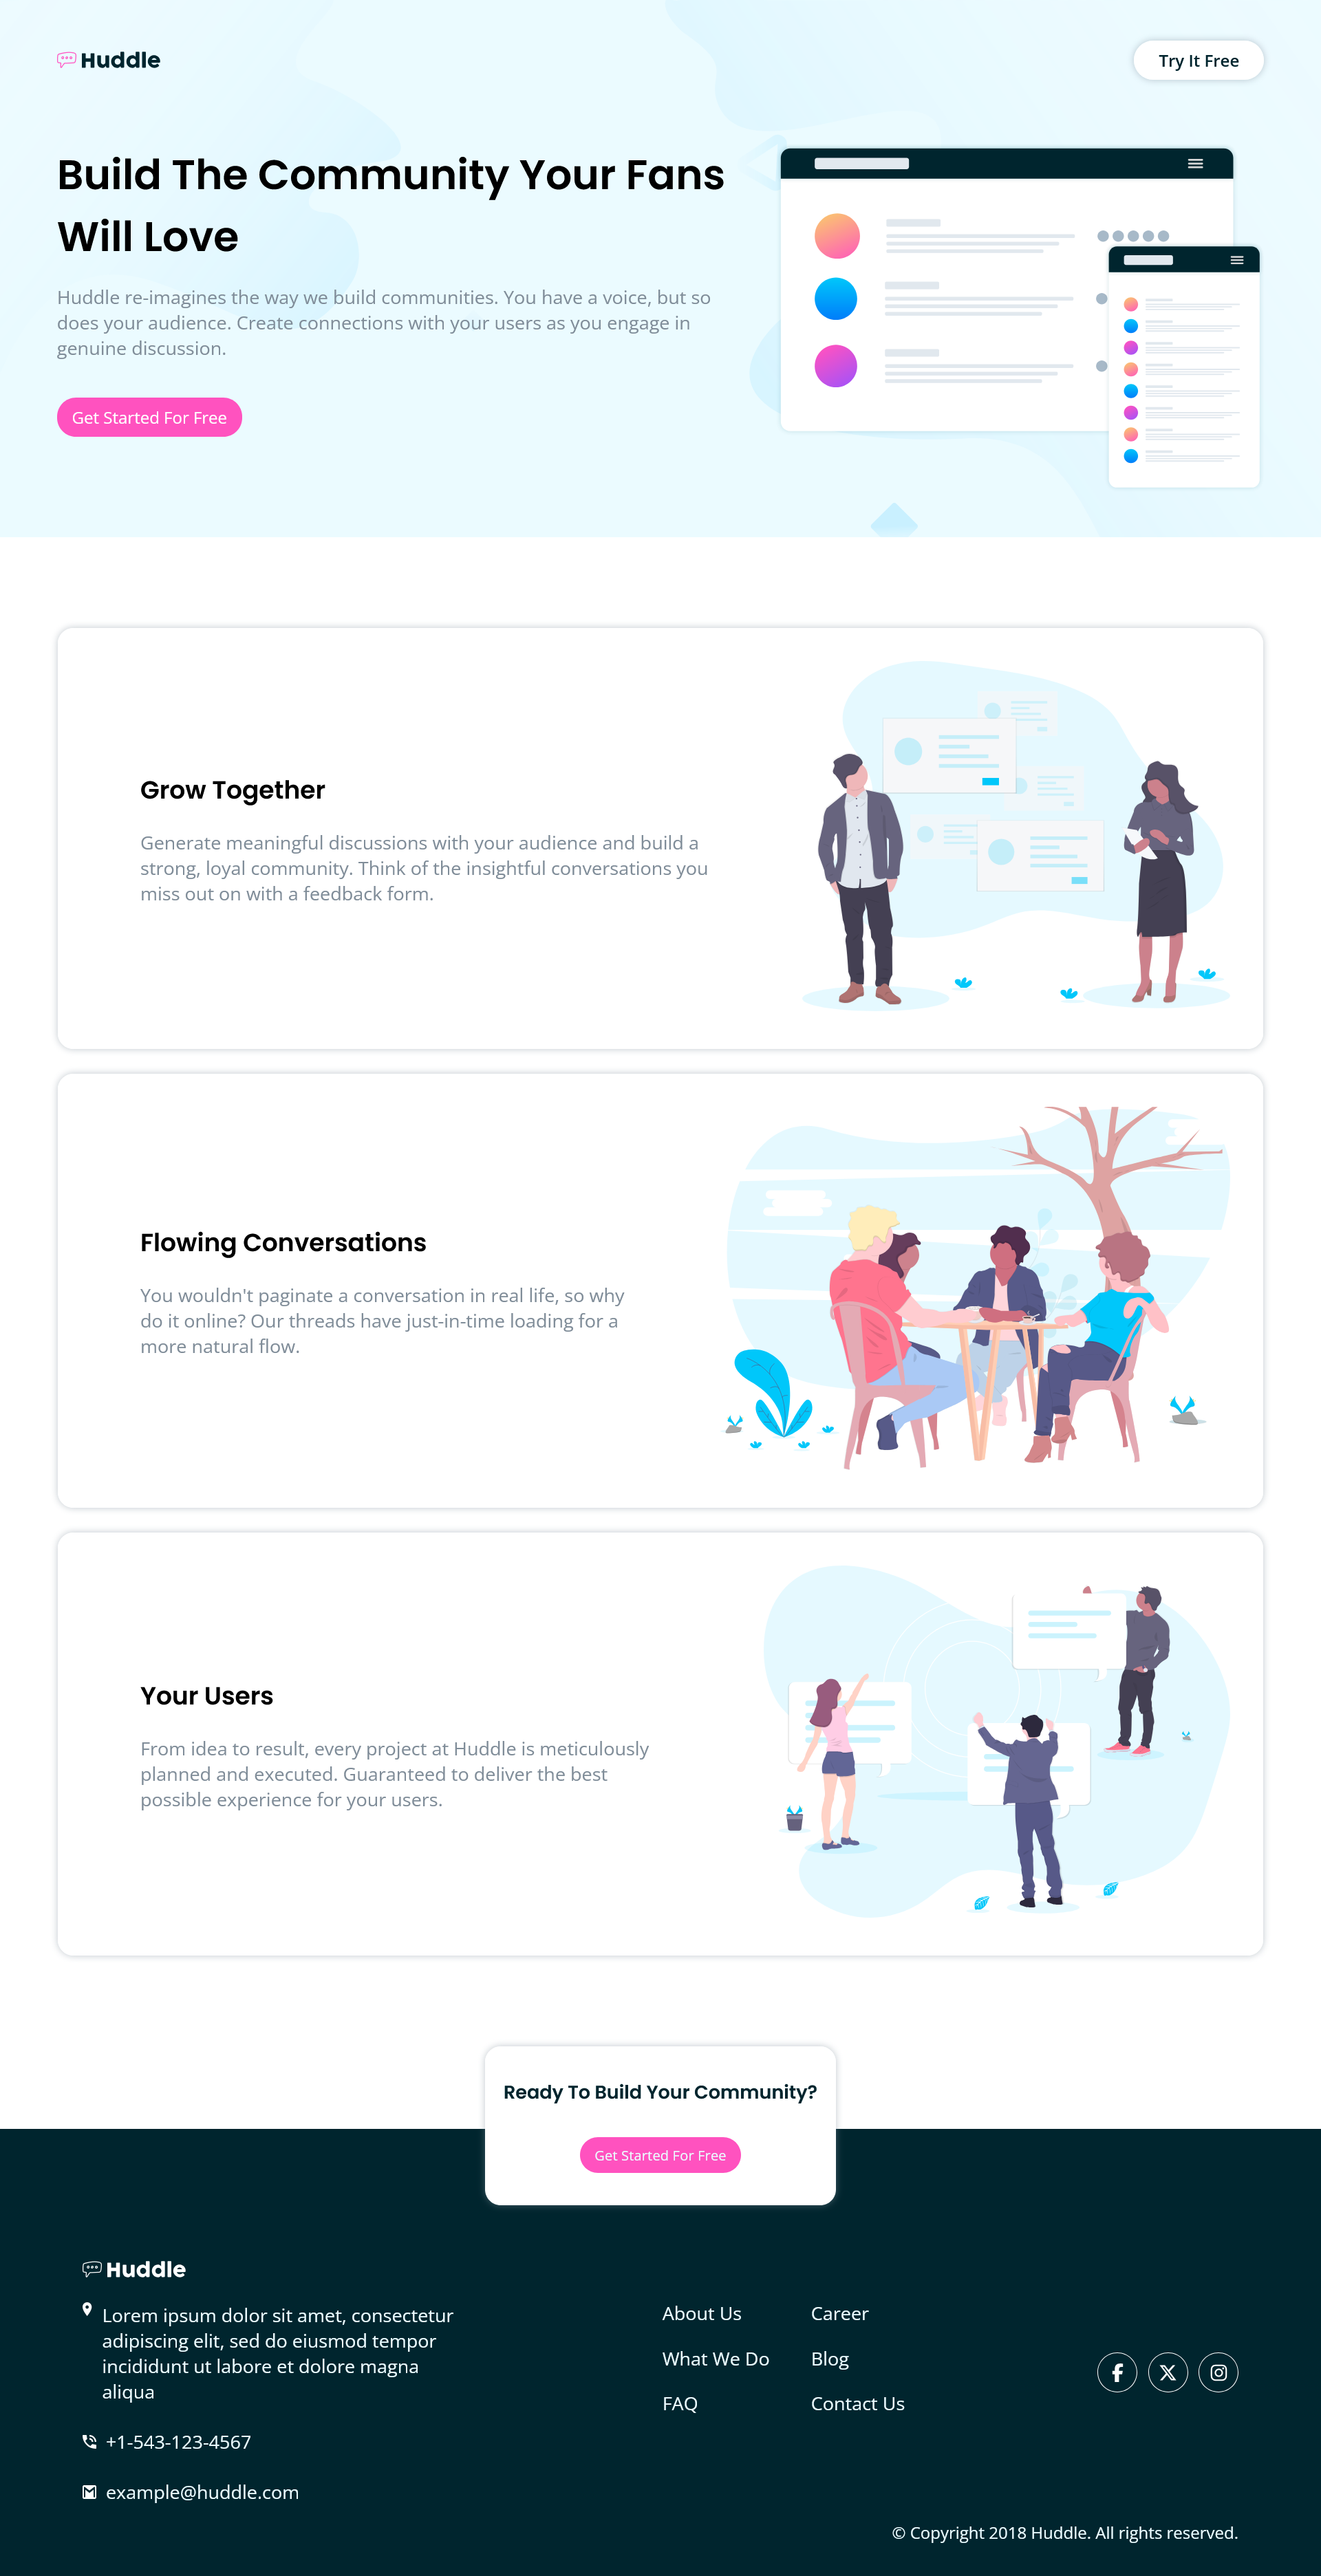 Huddle
Try It Free
Build The Community Your Fans
Will Love
Huddle re-imagines the way we build communities. You have a voice, but so
does your audience. Create connections with your users as you engage in
genuine discussion.
Get Started For Free
Grow Together
Generate meaningful discussions with your audience and build a
strong, loyal community. Think of the insightful conversations you
miss out on with a feedback form.
Flowing Conversations
You wouldn't paginate a conversation in real life, so why
do it online? Our threads have just-in-time loading for a
more natural flow.
Your Users
From idea to result, every project at Huddle is meticulously
planned and executed. Guaranteed to deliver the best
possible experience for your users.
Ready To Build Your Community?
Get Started For Free
Huddle
Lorem ipsum dolor sit amet, consectetur
adipiscing elit, sed do eiusmod tempor
incididunt ut labore et dolore magna
aliqua
+1-543-123-4567
example@huddle.com
About Us
What We Do
FAQ
Career
Blog
Contact Us
© Copyright 2018 Huddle. All rights reserved.